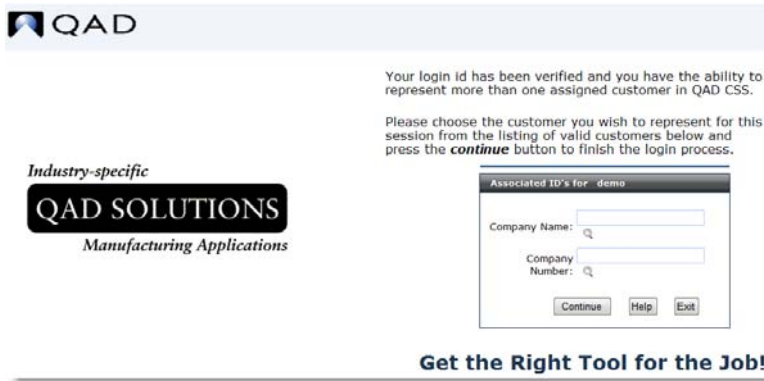 QAD
Your login id has been verified and you have the ability to
represent more than one assigned customer in QAD CSS.
Please choose the customer you wish to represent for this
session from the listing of valid customers below and
press the continue button to finish the login process.
Industry-specific
QAD SOLUTIONS
Manufacturing Applications
Associated ID's for demo
Company Name:
Company
Number:
Continue Help Exit
Get the Right Tool for the Job!